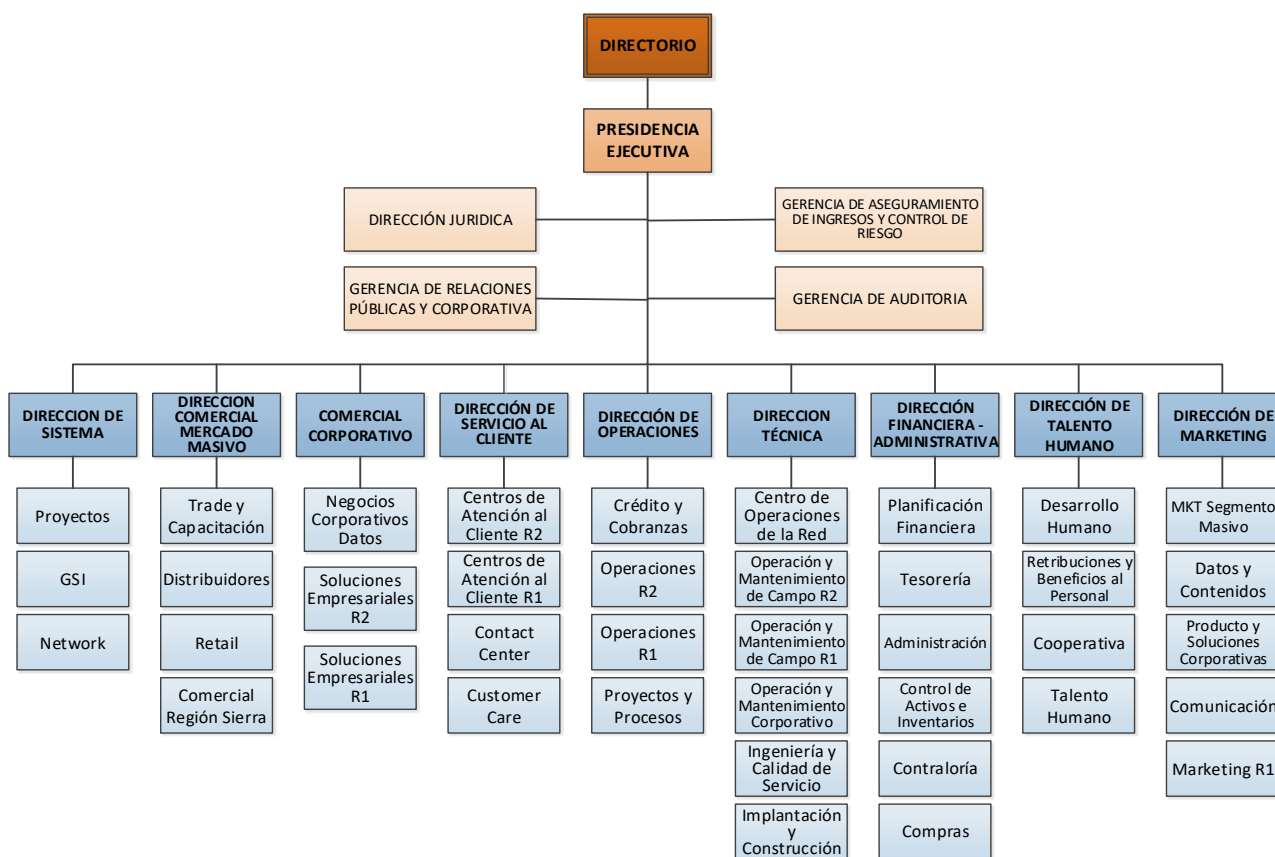 DIRECTORIO
PRESIDENCIA
EJECUTIVA
DIRECCIÓN JURIDICA
GERENCIA DE ASEGURAMIENTO
DE INGRESOS Y CONTROL DE
RIESGO
GERENCIA DE RELACIONES
PÚBLICAS Y CORPORATIVA
GERENCIA DE AUDITORIA
DIRECCION DE
SISTEMA
DIRECCION
COMERCIAL
MERCADO
MASIVO
COMERCIAL
CORPORATIVO
DIRECCIÓN DE
SERVICIO AL
CLIENTE
DIRECCIÓN DE
OPERACIONES
DIRECCION
TÉCNICA
DIRECCIÓN
FINANCIERA -
ADMINISTRATIVA
DIRECCIÓN DE
TALENTO
HUMANO
DIRECCIÓN DE
MARKETING
Proyectos
GSI
Network
Trade y
Capacitación
Distribuidores
Retail
Comercial
Región Sierra
Negocios
Corporativos
Datos
Soluciones
Empresariales
R2
Soluciones
Empresariales
R1
Centros de
Atención al
Cliente R2
Centros de
Atención al
Cliente R1
Contact
Center
Customer
Care
Crédito y
Cobranzas
Operaciones
R2
Operaciones
R1
Proyectos y
Procesos
Centro de
Operaciones
de la Red
Operación y
Mantenimiento
de Campo R2
Operación y
Mantenimiento
de Campo R1
Operación y
Mantenimiento
Corporativo
Ingeniería y
Calidad de
Servicio
Implantación
y
Construcción
Planificación
Financiera
Tesorería
Administración
Control de
Activos e
Inventarios
Contraloría
Compras
Desarrollo
Humano
Retribuciones y
Beneficios al
Personal
Cooperativa
Talento
Humano
MKT Segmento
Masivo
Datos y
Contenidos
Producto y
Soluciones
Corporativas
Comunicación
Marketing R1